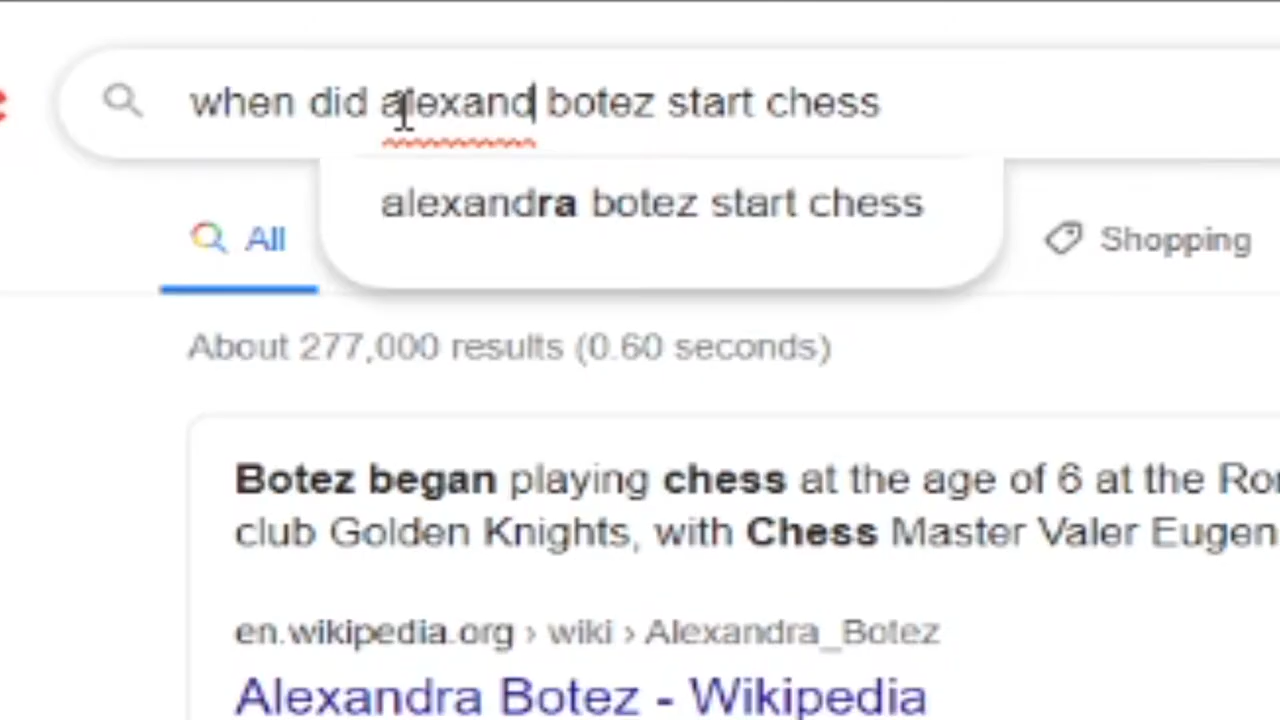 when did alexand botez start chess
alexandra botez start chess
All
Shopping
About 277,000 results (0.60 seconds)
Botez began playing chess at the age of 6 at the
club Golden Knights, with Chess Master Valer Eugen
en.wikipedia.org › wiki › Alexandra_Botez
Alexandra Botez - Wikipedia